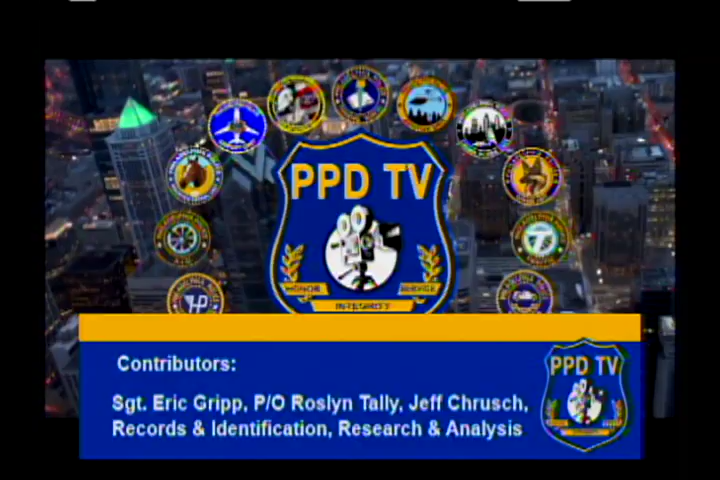 PPD TV
HONOR
SERVICE
INTEGRITY
HP
Contributors:
Sgt. Eric Gripp, P/O Roslyn Tally, Jeff Chrusch,
Records & Identification, Research & Analysis
PPD TV